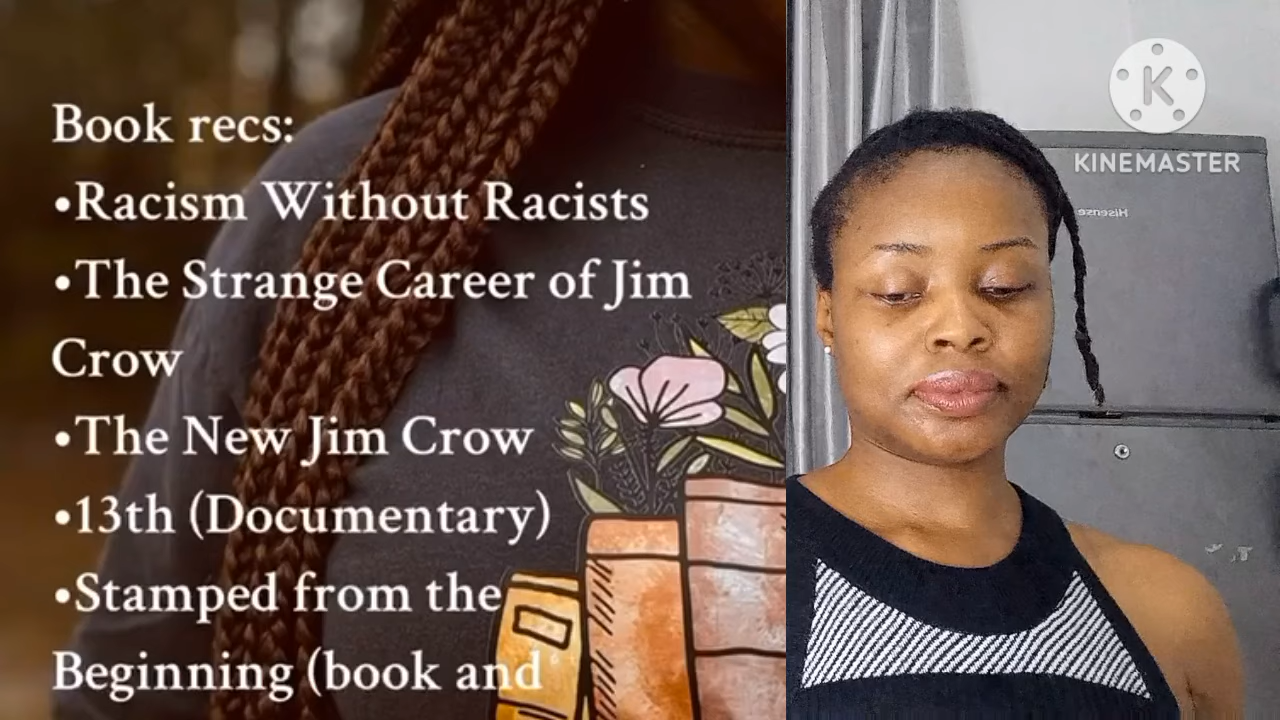 Book recs:
•Racism Without Racists
•The Strange Career of Jim
Crow
•The New Jim Crow
•13th (Documentary)
•Stamped from the
Beginning (book and
K
KINEMASTER
Hisense